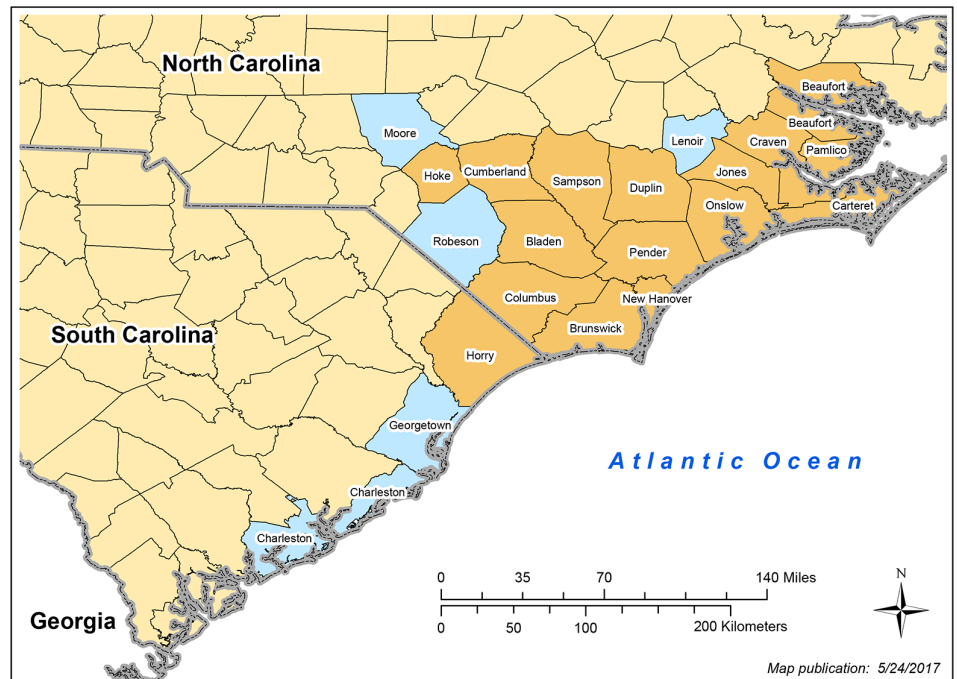 North Carolina
Beaufort
Beaufort
Moore
Lenoir
Craven
Pamlico
Hoke
Cumberland
Sampson
Duplin
Jones
Onslow
Carteret
Robeson
Bladen
Pender
Columbus
New Hanover
Brunswick
South Carolina
Horry
Georgetown
Atlantic Ocean
Charleston
Charleston
Georgia
0 35 70 140 Miles
0 50 100 200 Kilometers
N
Map publication: 5/24/2017